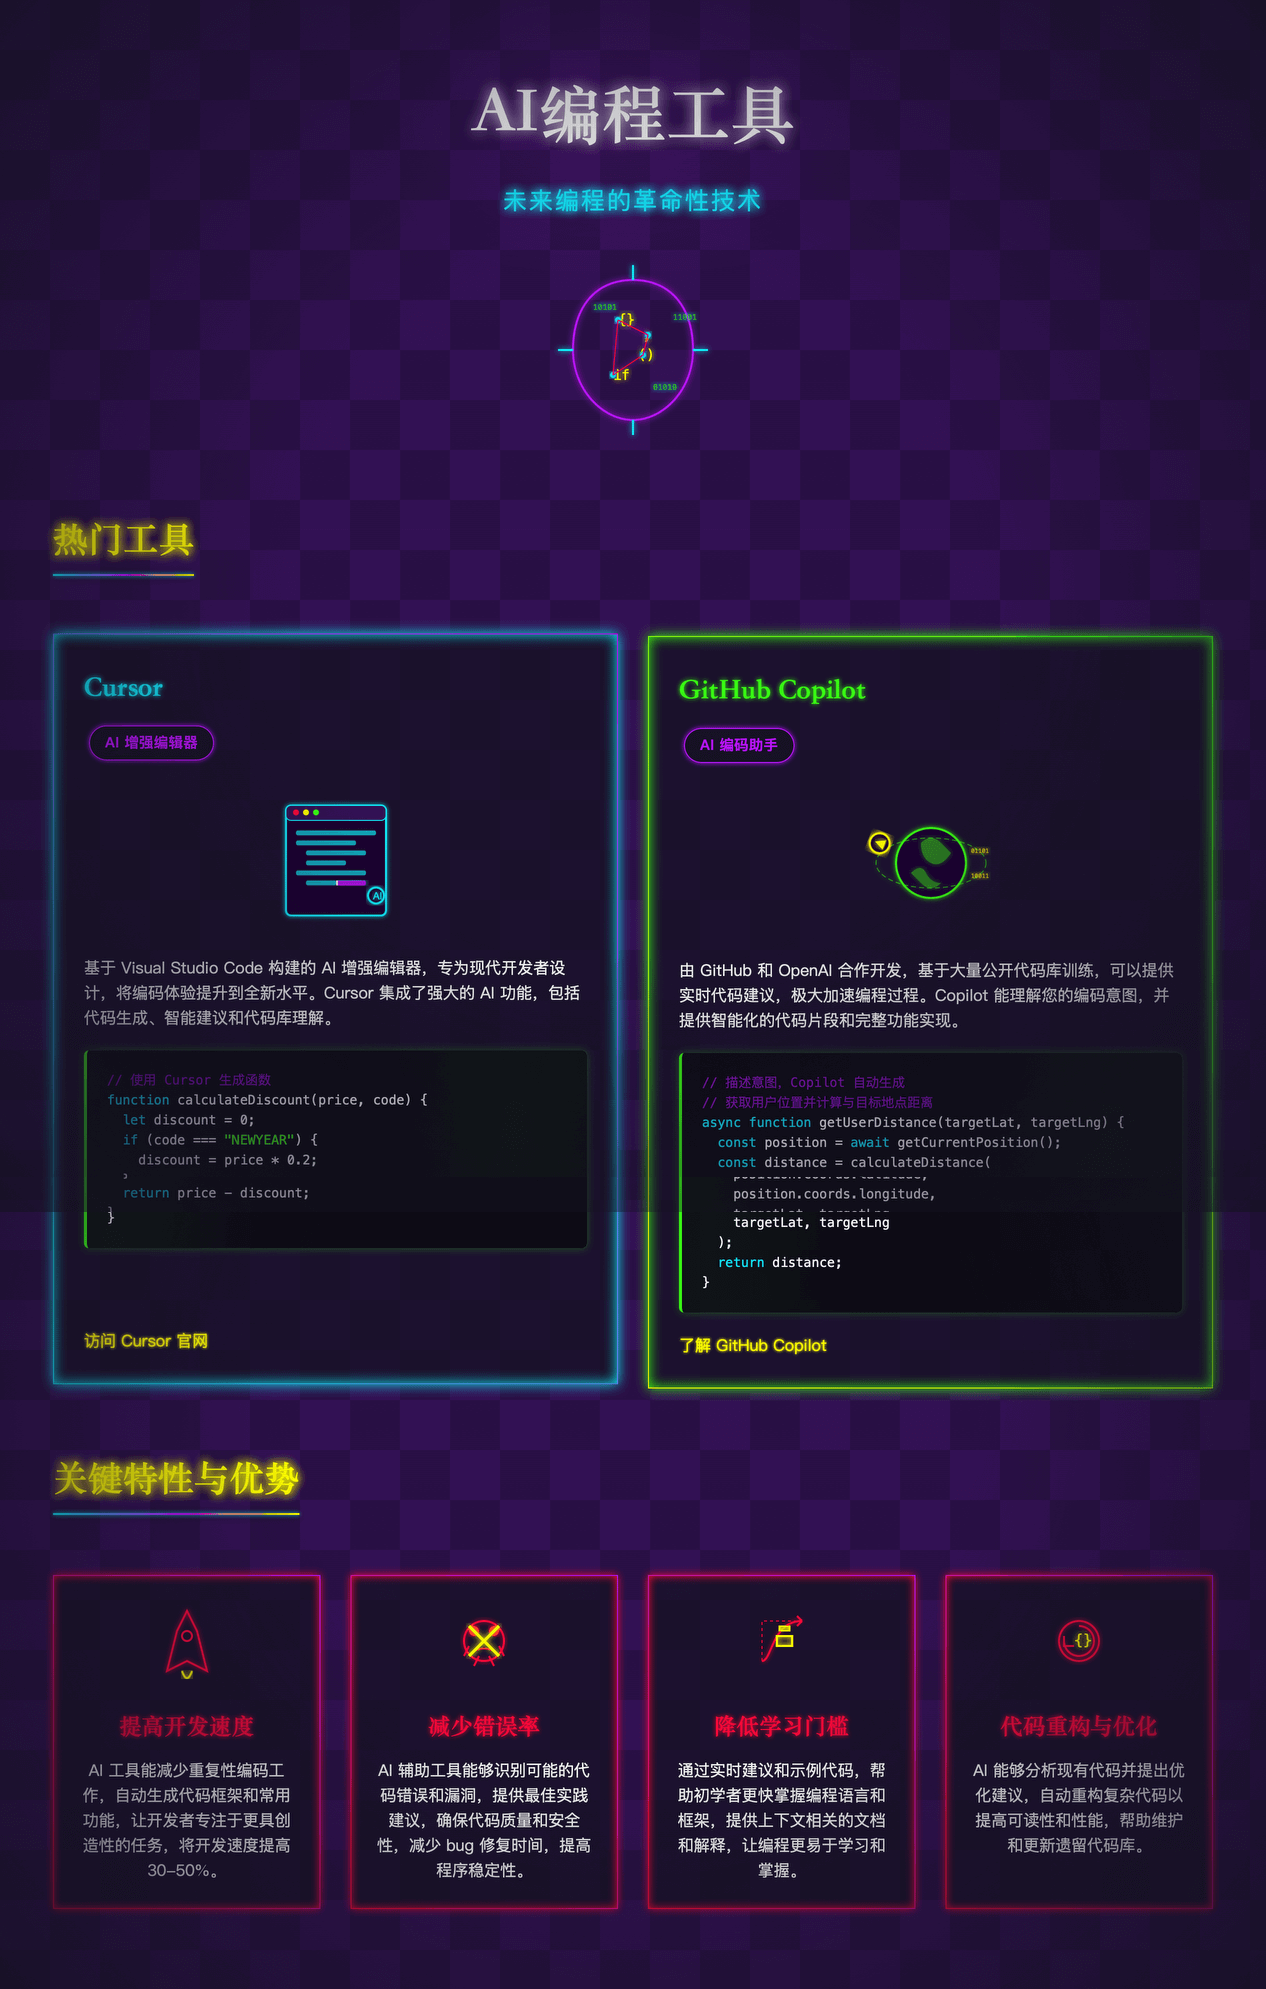 AI编程工具
未来编程的革命性技术
10101
{}
11001
()
if
01010
热门工具
Cursor
AI 增强编辑器
AI
基于 Visual Studio Code 构建的 AI 增强编辑器，专为现代开发者设
计，将编码体验提升到全新水平。Cursor 集成了强大的 AI 功能，包括
代码生成、智能建议和代码库理解。
// 使用 Cursor 生成函数
function calculateDiscount(price, code) {
let discount = 0;
if (code === "NEWYEAR") {
discount = price * 0.2;
return price - discount;
}
访问 Cursor 官网
GitHub Copilot
AI 编码助手
01101
10011
由 GitHub 和 OpenAI 合作开发，基于大量公开代码库训练，可以提供
实时代码建议，极大加速编程过程。Copilot 能理解您的编码意图，并
提供智能化的代码片段和完整功能实现。
// 描述意图，Copilot 自动生成
// 获取用户位置并计算与目标地点距离
async function getUserDistance(targetLat, targetLng) {
const position = await getCurrentPosition();
const distance = calculateDistance(
position.coords.longitude,
targetLat, targetLng
);
return distance;
}
了解 GitHub Copilot
关键特性与优势
提高开发速度
AI 工具能减少重复性编码工
作，自动生成代码框架和常用
功能，让开发者专注于更具创
造性的任务，将开发速度提高
30–50%。
减少错误率
AI 辅助工具能够识别可能的代
码错误和漏洞，提供最佳实践
建议，确保代码质量和安全
性，减少 bug 修复时间，提高
程序稳定性。
降低学习门槛
通过实时建议和示例代码，帮
助初学者更快掌握编程语言和
框架，提供上下文相关的文档
和解释，让编程更易于学习和
掌握。
{}
代码重构与优化
AI 能够分析现有代码并提出优
化建议，自动重构复杂代码以
提高可读性和性能，帮助维护
和更新遗留代码库。